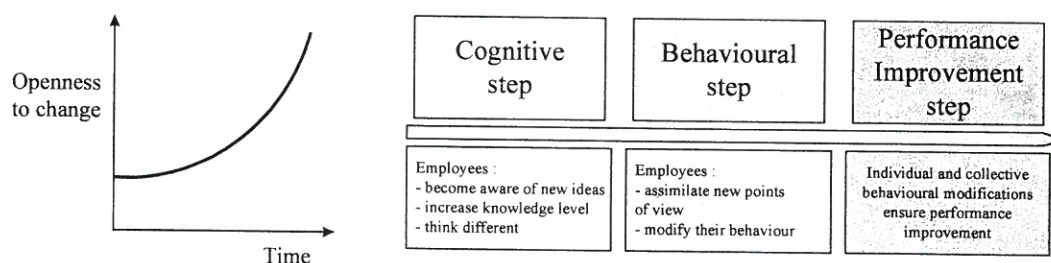 Openness
to change
Time
Cognitive
step
Behavioural
step
Performance
Improvement
step
Employees :
- become aware of new ideas
- increase knowledge level
- think different
Employees :
- assimilate new points
of view
- modify their behaviour
Individual and collective
behavioural modifications
ensure performance
improvement